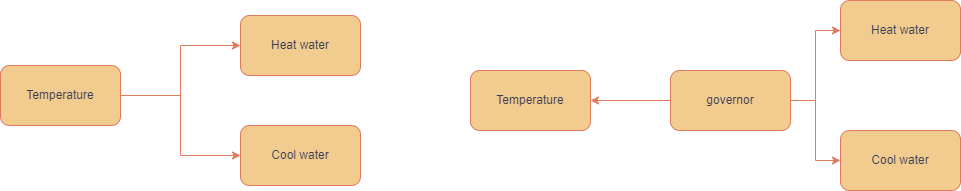 Heat water
Temperature
Cool water
Heat water
Temperature
governor
Cool water